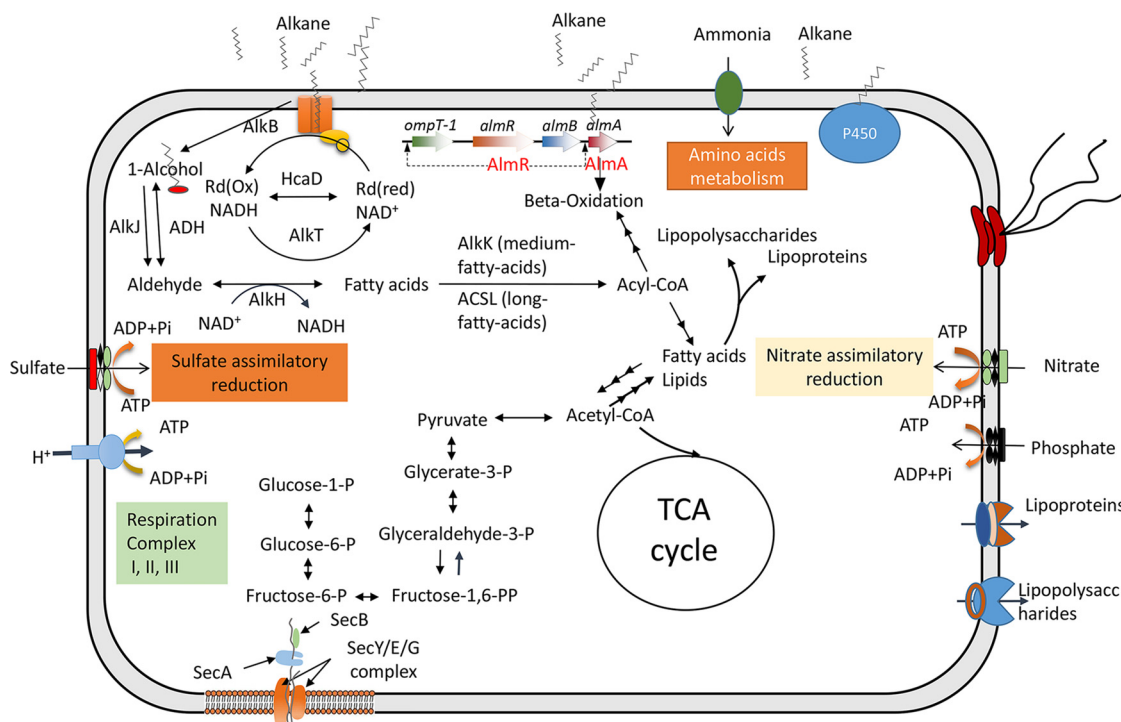 Alkane
Alkane
Ammonia
Alkane
AlkB
ompT-1
almR
almB
almA
AlmR
AlmA
P450
Amino acids
metabolism
1-Alcohol
Rd(Ox)
NADH
HcaD
Rd(red)
NAD+
AlkT
AlkJ
ADH
Beta-Oxidation
Lipopolysaccharides
Lipoproteins
Aldehyde
AlkH
NAD+
NADH
Fatty acids
AlkK (medium-
fatty-acids)
ACSL (long-
fatty-acids)
Acyl-CoA
ADP+Pi
Sulfate
ATP
Sulfate assimilatory
reduction
Fatty acids
Lipids
Nitrate assimilatory
reduction
ATP
Nitrate
ADP+Pi
H+
ATP
ADP+Pi
Pyruvate
Acetyl-CoA
ATP
Phosphate
ADP+Pi
Glycerate-3-P
Glucose-1-P
Glyceraldehyde-3-P
Glucose-6-P
Fructose-6-P
Fructose-1,6-PP
TCA
cycle
Respiration
Complex
I, II, III
Lipoproteins
Lipopolysacc
harides
SecB
SecA
SecY/E/G
complex